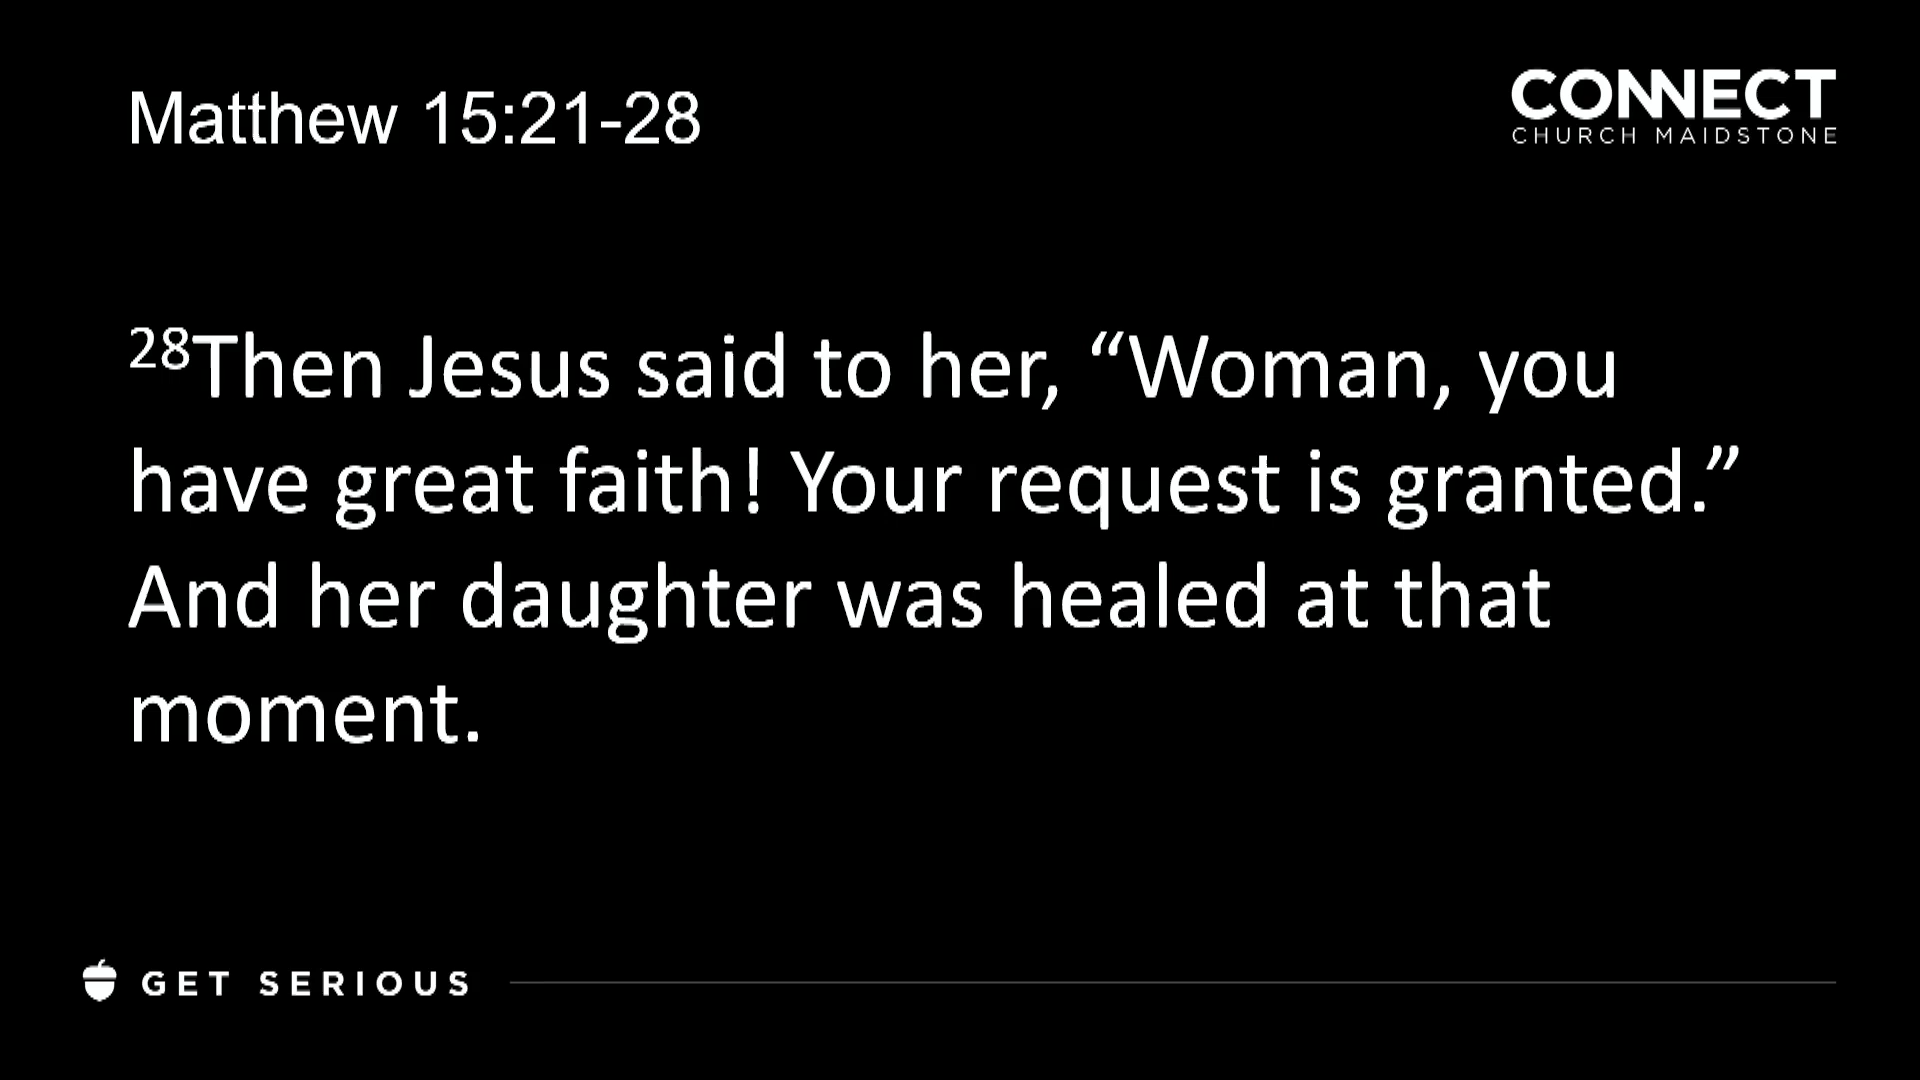 Matthew 15:21-28
CONNECT
CHURCH MAIDSTONE
28Then Jesus said to her, “Woman, you
have great faith! Your request is granted.”
And her daughter was healed at that
moment.
GET SERIOUS